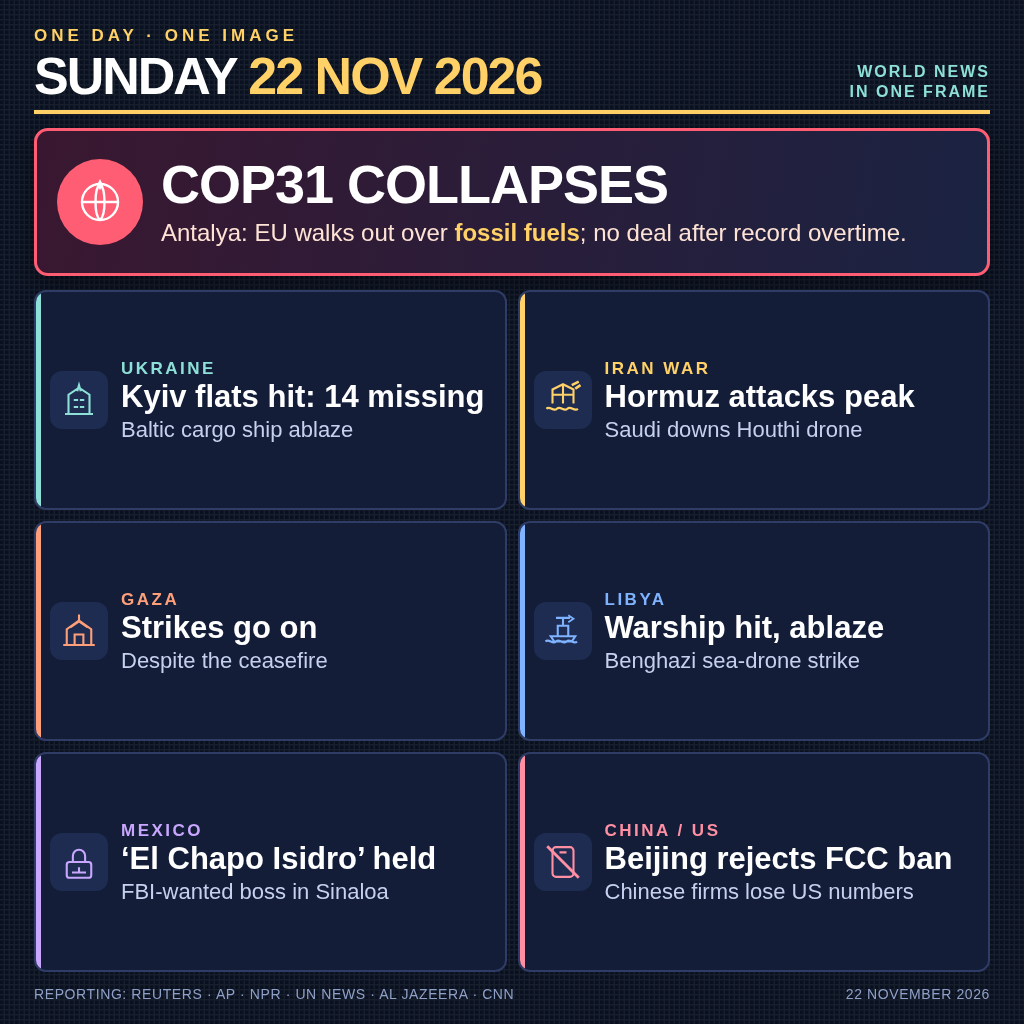 ONE DAY · ONE IMAGE
SUNDAY 22 NOV 2026
WORLD NEWS
IN ONE FRAME
COP31 COLLAPSES
Antalya: EU walks out over fossil fuels; no deal after record overtime.
UKRAINE
Kyiv flats hit: 14 missing
Baltic cargo ship ablaze
IRAN WAR
Hormuz attacks peak
Saudi downs Houthi drone
GAZA
Strikes go on
Despite the ceasefire
LIBYA
Warship hit, ablaze
Benghazi sea-drone strike
MEXICO
‘El Chapo Isidro’ held
FBI-wanted boss in Sinaloa
CHINA / US
Beijing rejects FCC ban
Chinese firms lose US numbers
REPORTING: REUTERS · AP · NPR · UN NEWS · AL JAZEERA · CNN
22 NOVEMBER 2026